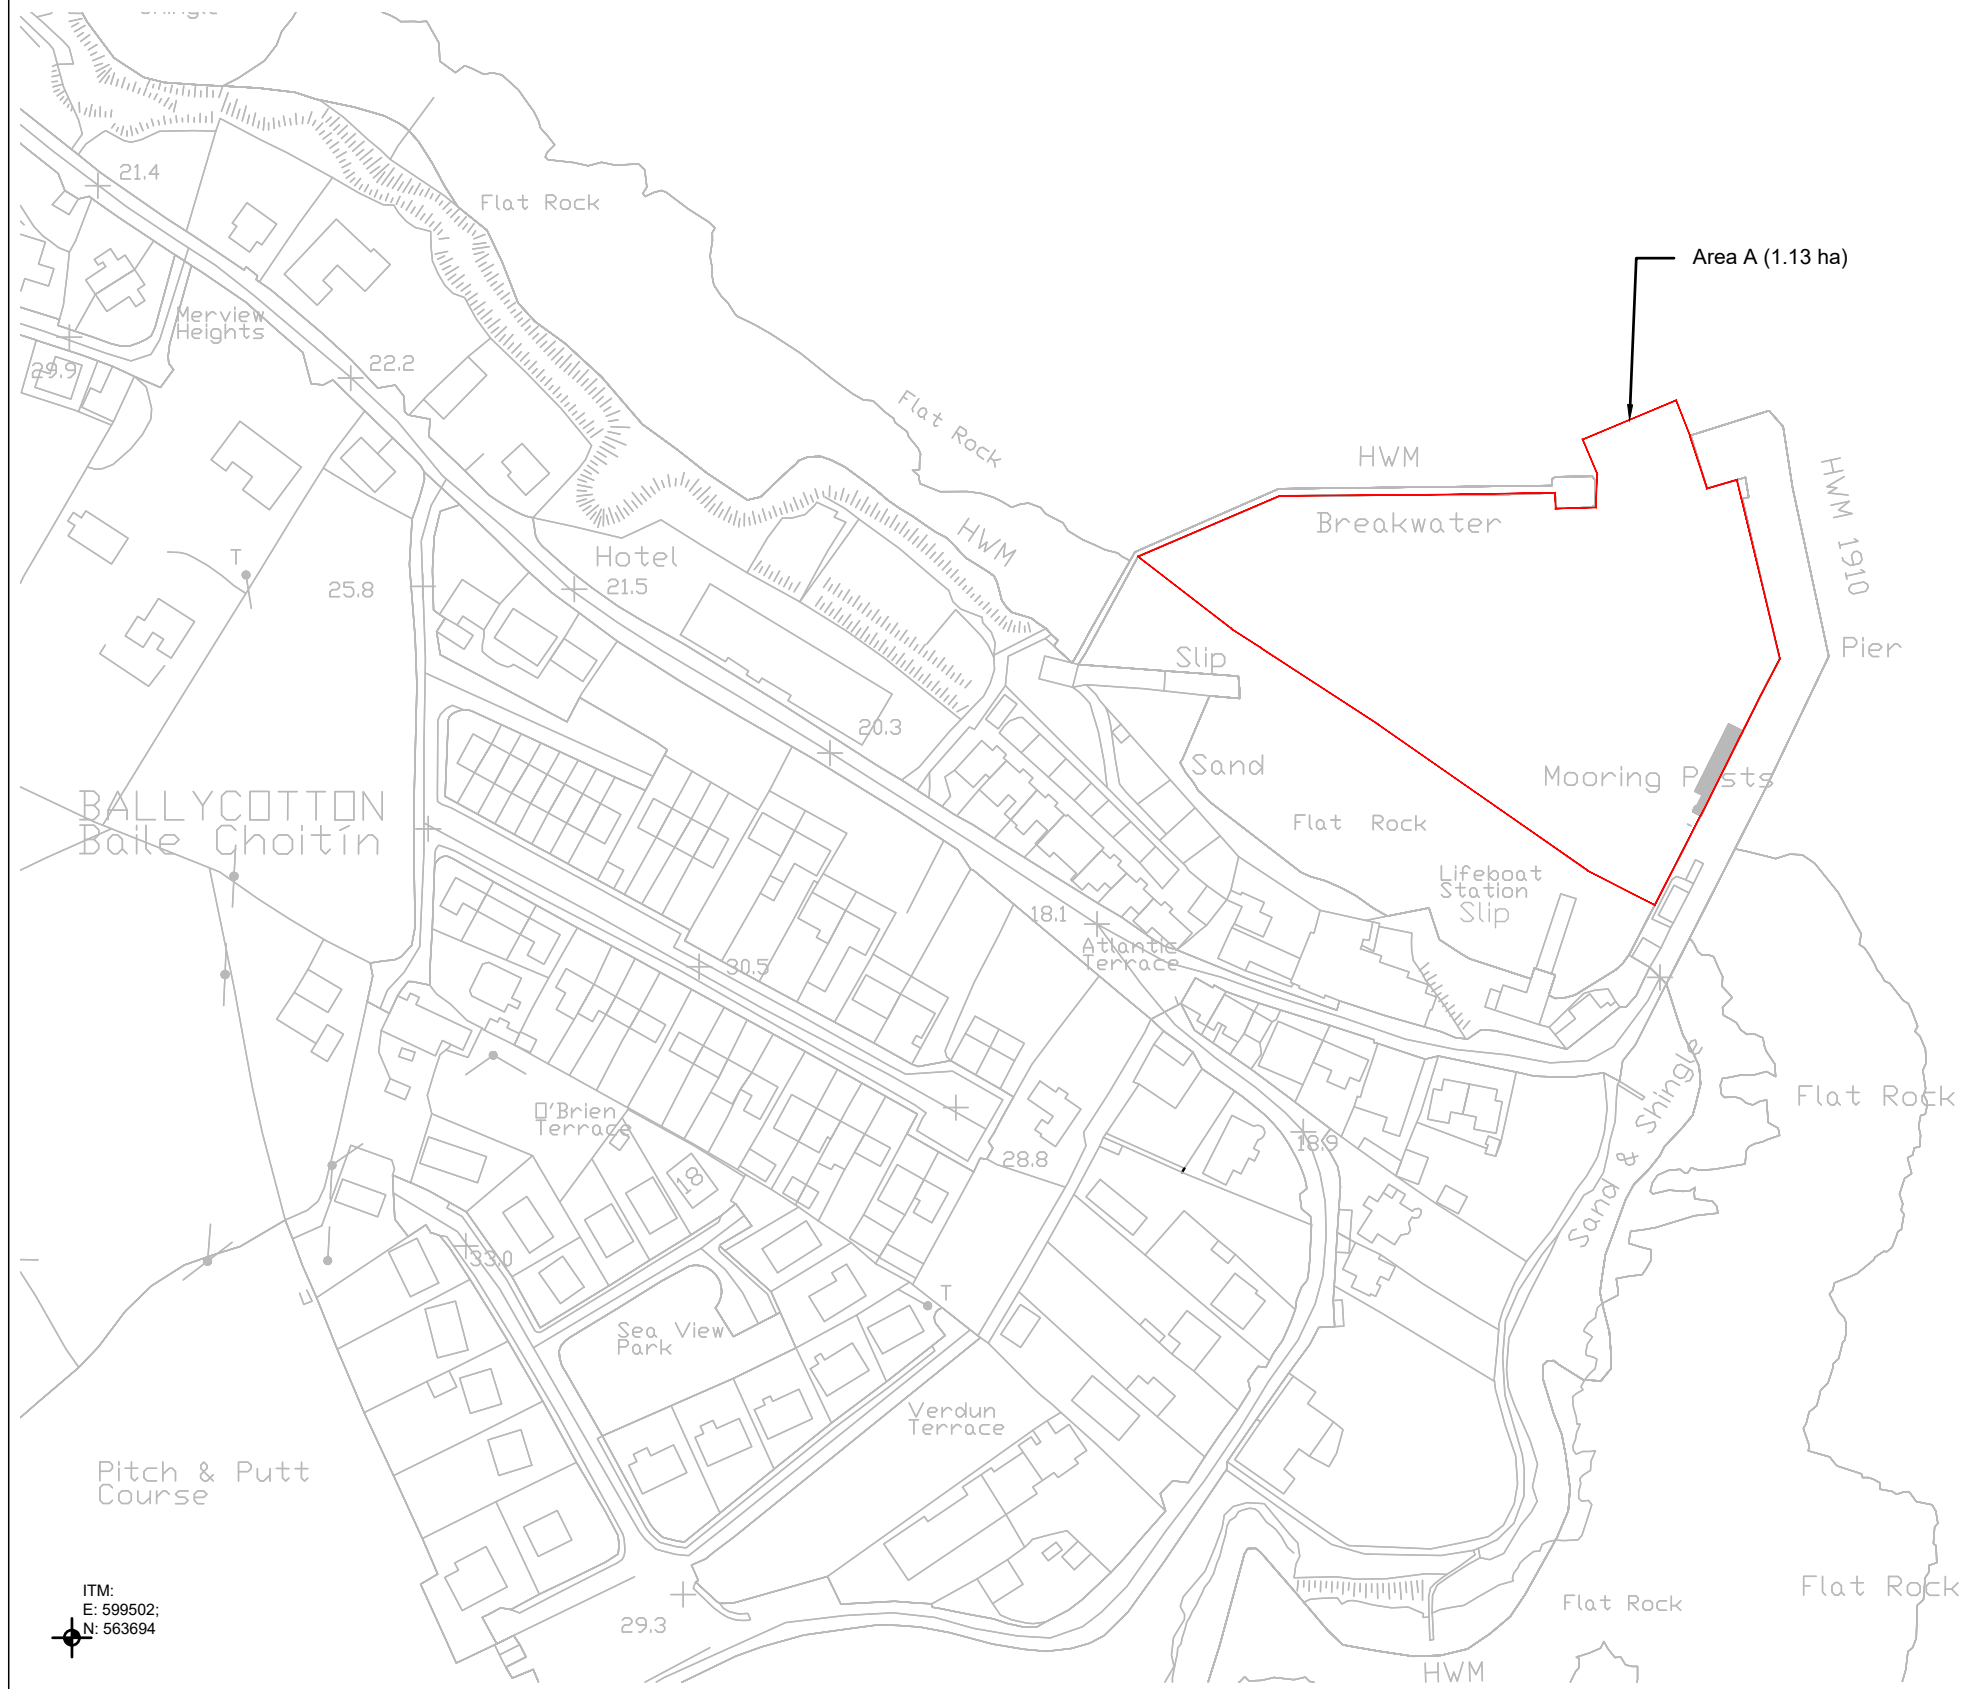 21.4
Flat Rock
Area A (1.13 ha)
Merview
Heights
22.2
29.9
Flat Rock
HWM
HWM 1910
Breakwater
HWM
T
Hotel
25.8
21.5
Slip
Pier
20.3
Sand
Mooring Posts
BALLYCOTTON
Baile Choitín
Flat Rock
Lifeboat
Station
Slip
18.1
Atlantic
Terrace
30.5
Sand & Shingle
Flat Rock
O'Brien
Terrace
18.9
28.8
18
33.0
T
Sea View
Park
Verdun
Terrace
Pitch & Putt
Course
ITM:
E: 599502;
N: 563694
29.3
Flat Rock
Flat Rock
HWM